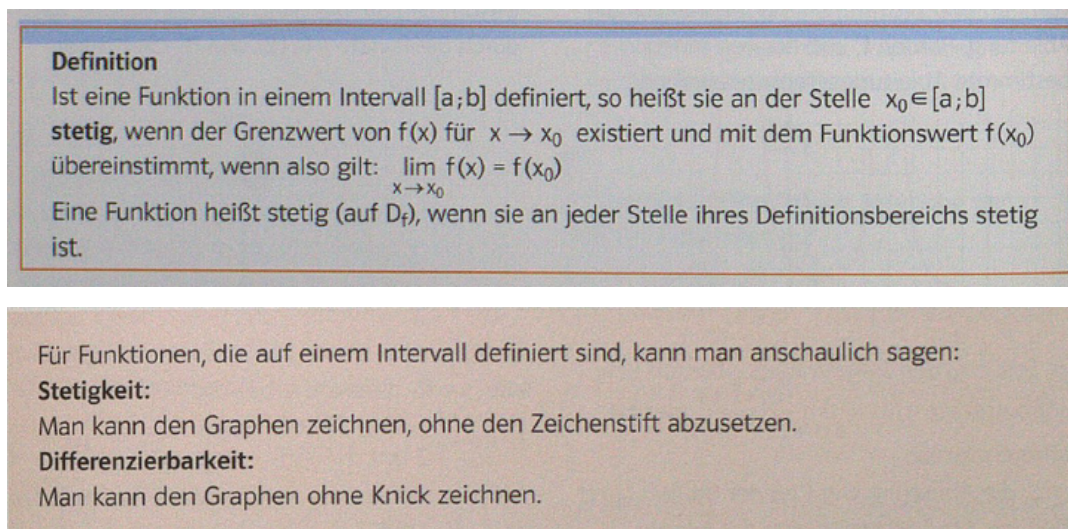 Definition
Ist eine Funktion in einem Intervall [a;b] definiert, so heißt sie an der Stelle x₀∈[a;b]
stetig, wenn der Grenzwert von f(x) für x → x₀ existiert und mit dem Funktionswert f(x₀)
übereinstimmt, wenn also gilt: lim f(x) = f(x₀)
x→x₀
Eine Funktion heißt stetig (auf D_f), wenn sie an jeder Stelle ihres Definitionsbereichs stetig
ist.
Für Funktionen, die auf einem Intervall definiert sind, kann man anschaulich sagen:
Stetigkeit:
Man kann den Graphen zeichnen, ohne den Zeichenstift abzusetzen.
Differenzierbarkeit:
Man kann den Graphen ohne Knick zeichnen.